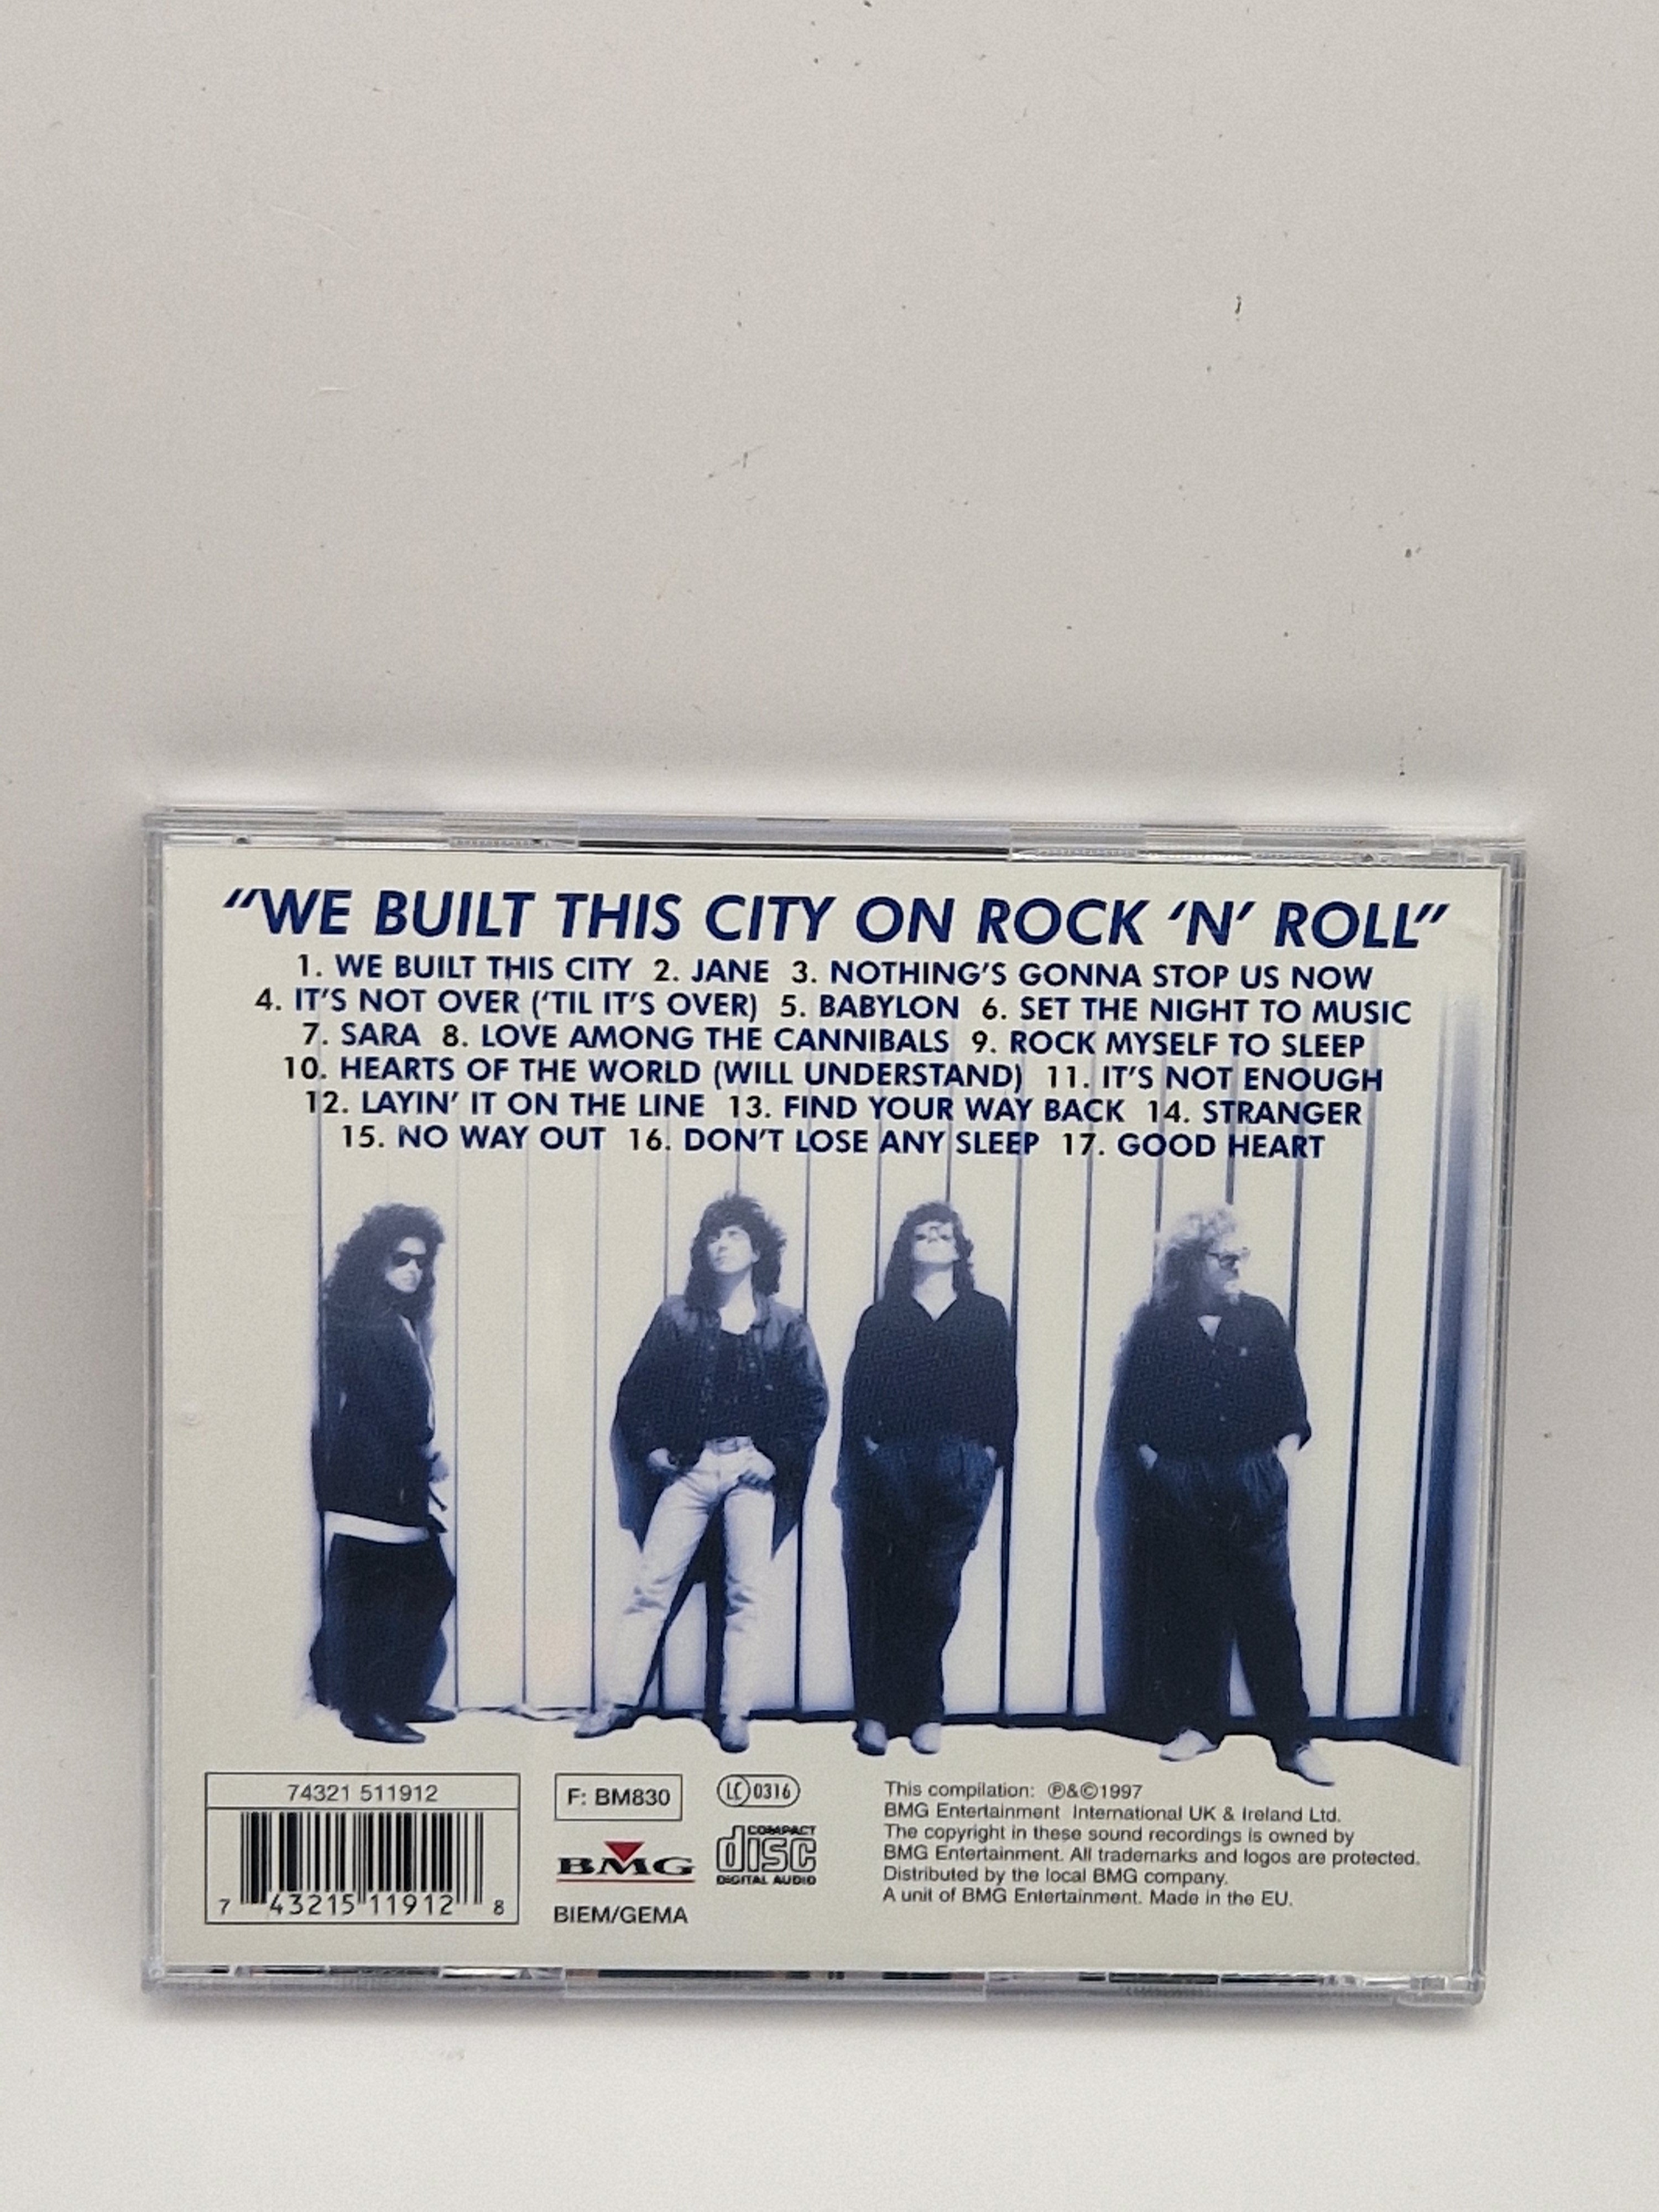 “WE BUILT THIS CITY ON ROCK ‘N’ ROLL”
1. WE BUILT THIS CITY 2. JANE 3. NOTHING’S GONNA STOP US NOW
4. IT’S NOT OVER (‘TIL IT’S OVER) 5. BABYLON 6. SET THE NIGHT TO MUSIC
7. SARA 8. LOVE AMONG THE CANNIBALS 9. ROCK MYSELF TO SLEEP
10. HEARTS OF THE WORLD (WILL UNDERSTAND) 11. IT’S NOT ENOUGH
12. LAYIN’ IT ON THE LINE 13. FIND YOUR WAY BACK 14. STRANGER
15. NO WAY OUT 16. DON’T LOSE ANY SLEEP 17. GOOD HEART
74321 511912
7 43215 11912 8
F: BM830
BMG
BIEM/GEMA
LC 0316
COMPACT
disc
DIGITAL AUDIO
This compilation: ℗&©1997
BMG Entertainment International UK & Ireland Ltd.
The copyright in these sound recordings is owned by
BMG Entertainment. All trademarks and logos are protected.
Distributed by the local BMG company.
A unit of BMG Entertainment. Made in the EU.